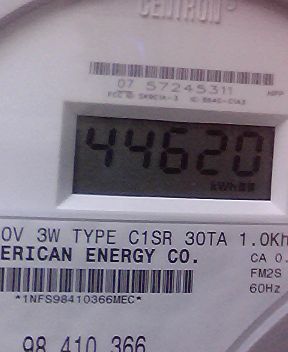 CENTRON
07 57245311
44620
kWh
0V 3W TYPE C1SR 30TA 1.0Kh
ERICAN ENERGY CO.
CA 0.
FM2S
60Hz
*1NFS98410366MEC*
98 410 366